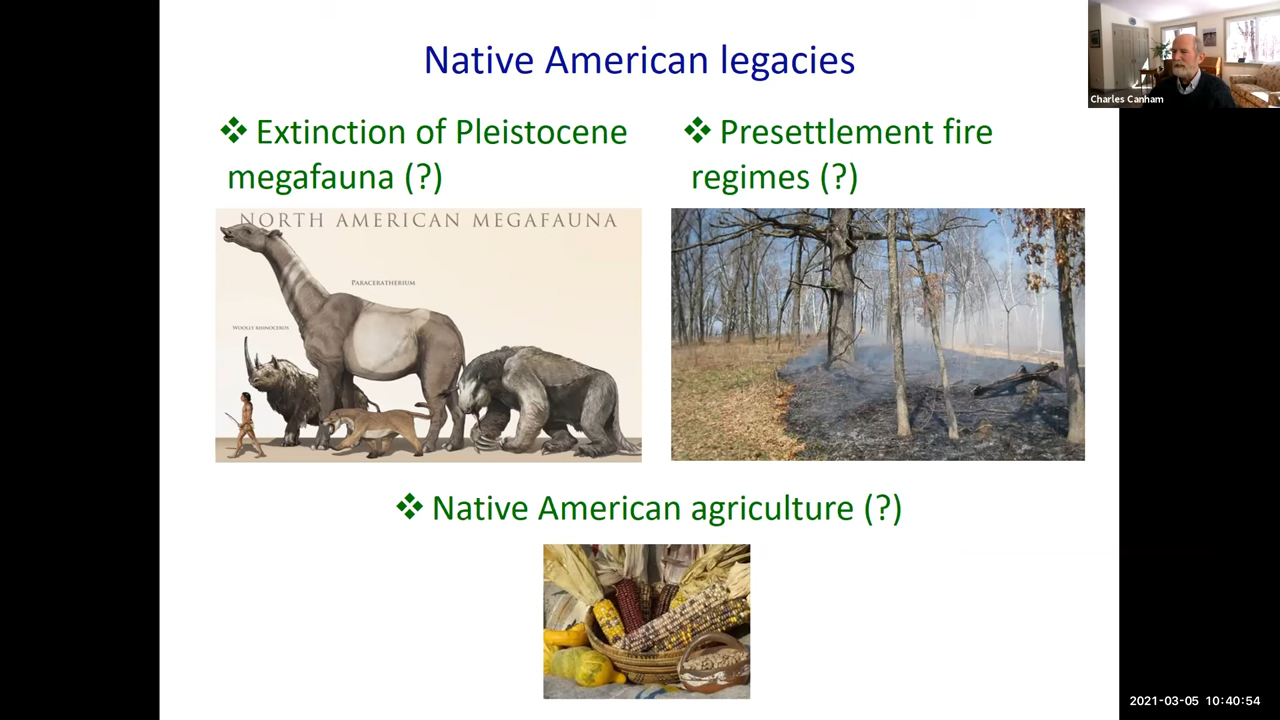 Native American legacies
❖ Extinction of Pleistocene
megafauna (?)
❖ Presettlement fire
regimes (?)
NORTH AMERICAN MEGAFAUNA
PARACERATHERIUM
WOOLLY RHINOCEROS
❖ Native American agriculture (?)
Charles Canham
2021-03-05 10:40:54